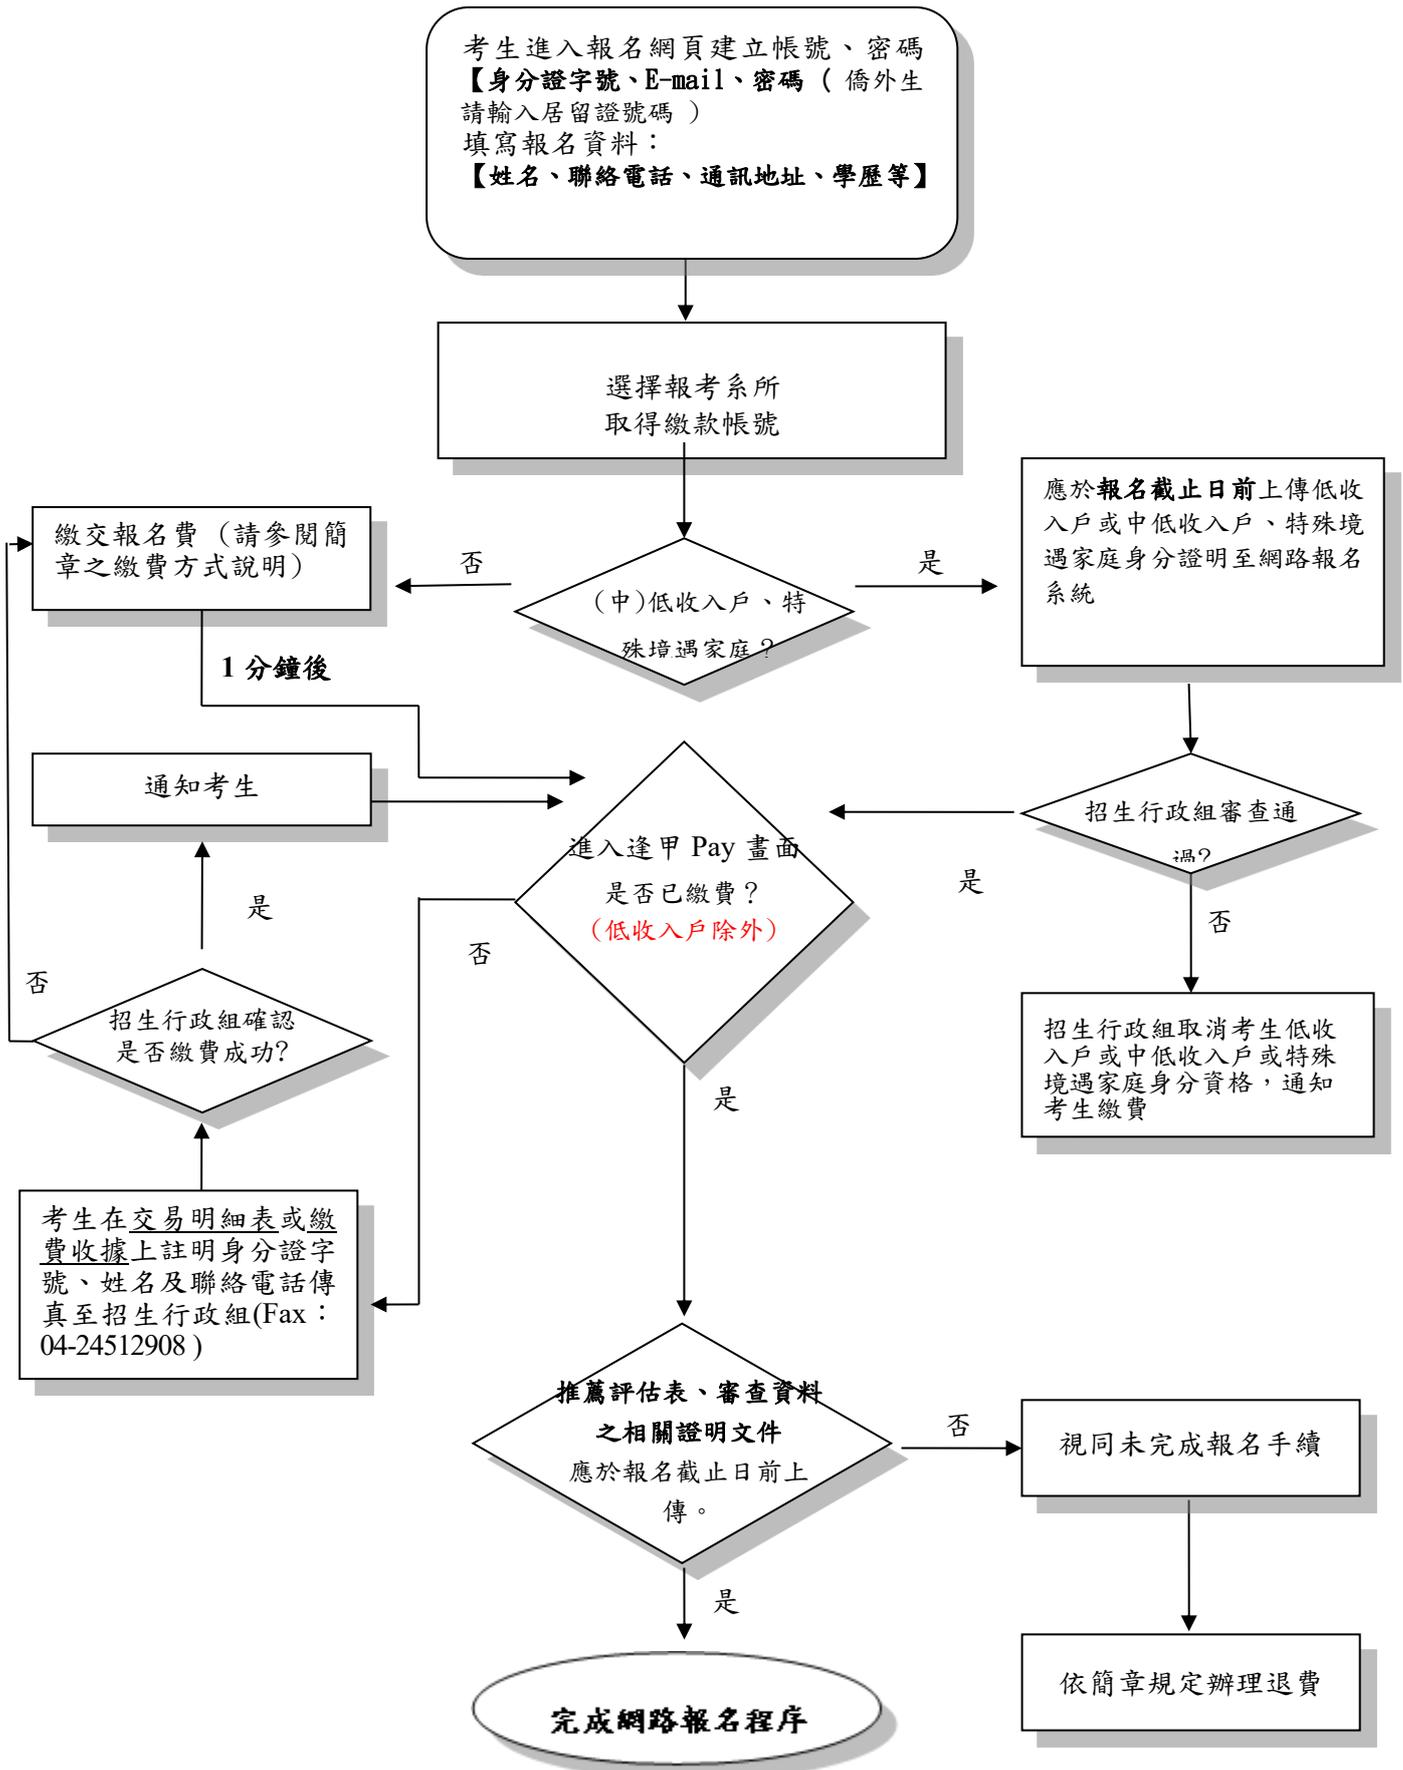 考生進入報名網頁建立帳號、密碼
【身分證字號、E-mail、密碼 ( 僑外生
請輸入居留證號碼 )
填寫報名資料：
【姓名、聯絡電話、通訊地址、學歷等】
選擇報考系所
取得繳款帳號
應於報名截止日前上傳低收
入戶或中低收入戶、特殊境
遇家庭身分證明至網路報名
系統
繳交報名費（請參閱簡
章之繳費方式說明）
否
是
（中)低收入戶、特
殊境遇家庭？
1 分鐘後
通知考生
招生行政組審查通
過?
進入逢甲 Pay 畫面
是否已繳費？
（低收入戶除外）
是
是
否
否
否
招生行政組確認
是否繳費成功?
招生行政組取消考生低收
入戶或中低收入戶或特殊
境遇家庭身分資格，通知
考生繳費
是
考生在交易明細表或繳
費收據上註明身分證字
號、姓名及聯絡電話傳
真至招生行政組(Fax：
04-24512908 )
推薦評估表、審查資料
之相關證明文件
應於報名截止日前上
傳。
否
視同未完成報名手續
是
依簡章規定辦理退費
完成網路報名程序